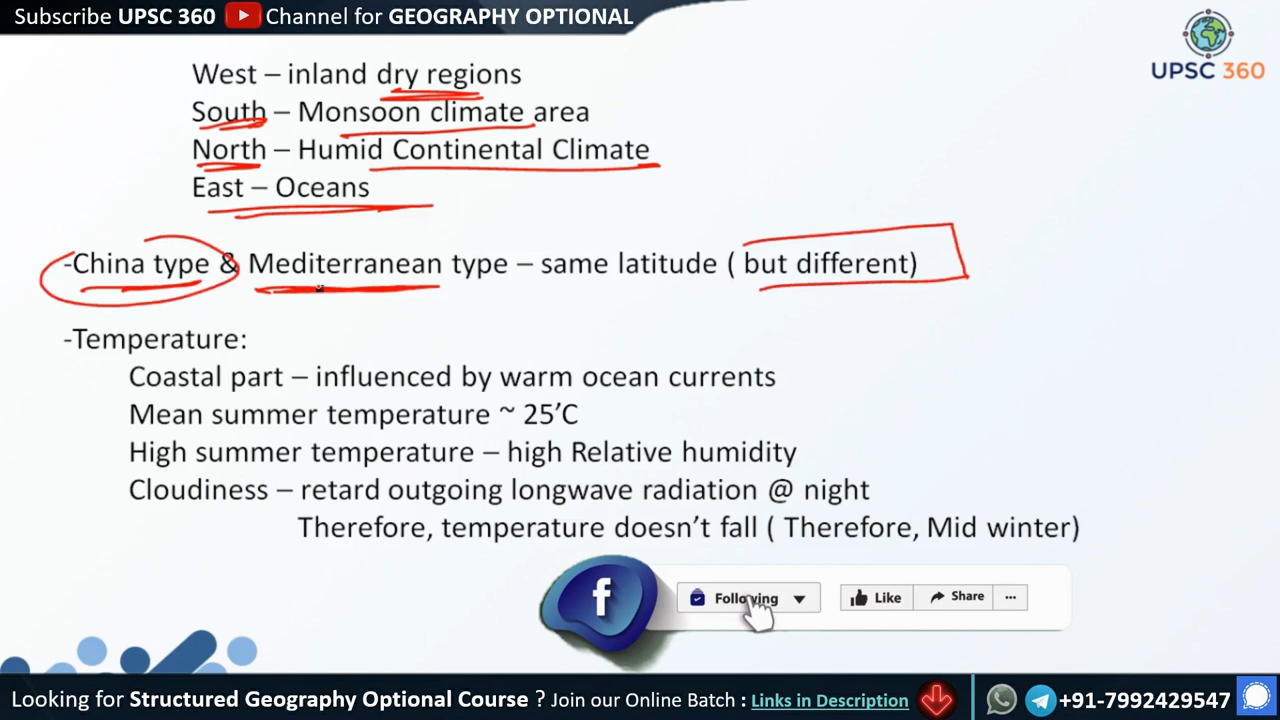 Subscribe UPSC 360 Channel for GEOGRAPHY OPTIONAL
UPSC 360
West – inland dry regions
South – Monsoon climate area
North – Humid Continental Climate
East – Oceans
-China type & Mediterranean type – same latitude ( but different)
-Temperature:
Coastal part – influenced by warm ocean currents
Mean summer temperature ~ 25’C
High summer temperature – high Relative humidity
Cloudiness – retard outgoing longwave radiation @ night
Therefore, temperature doesn’t fall ( Therefore, Mid winter)
f Following Like Share ...
Looking for Structured Geography Optional Course ? Join our Online Batch : Links in Description +91-7992429547